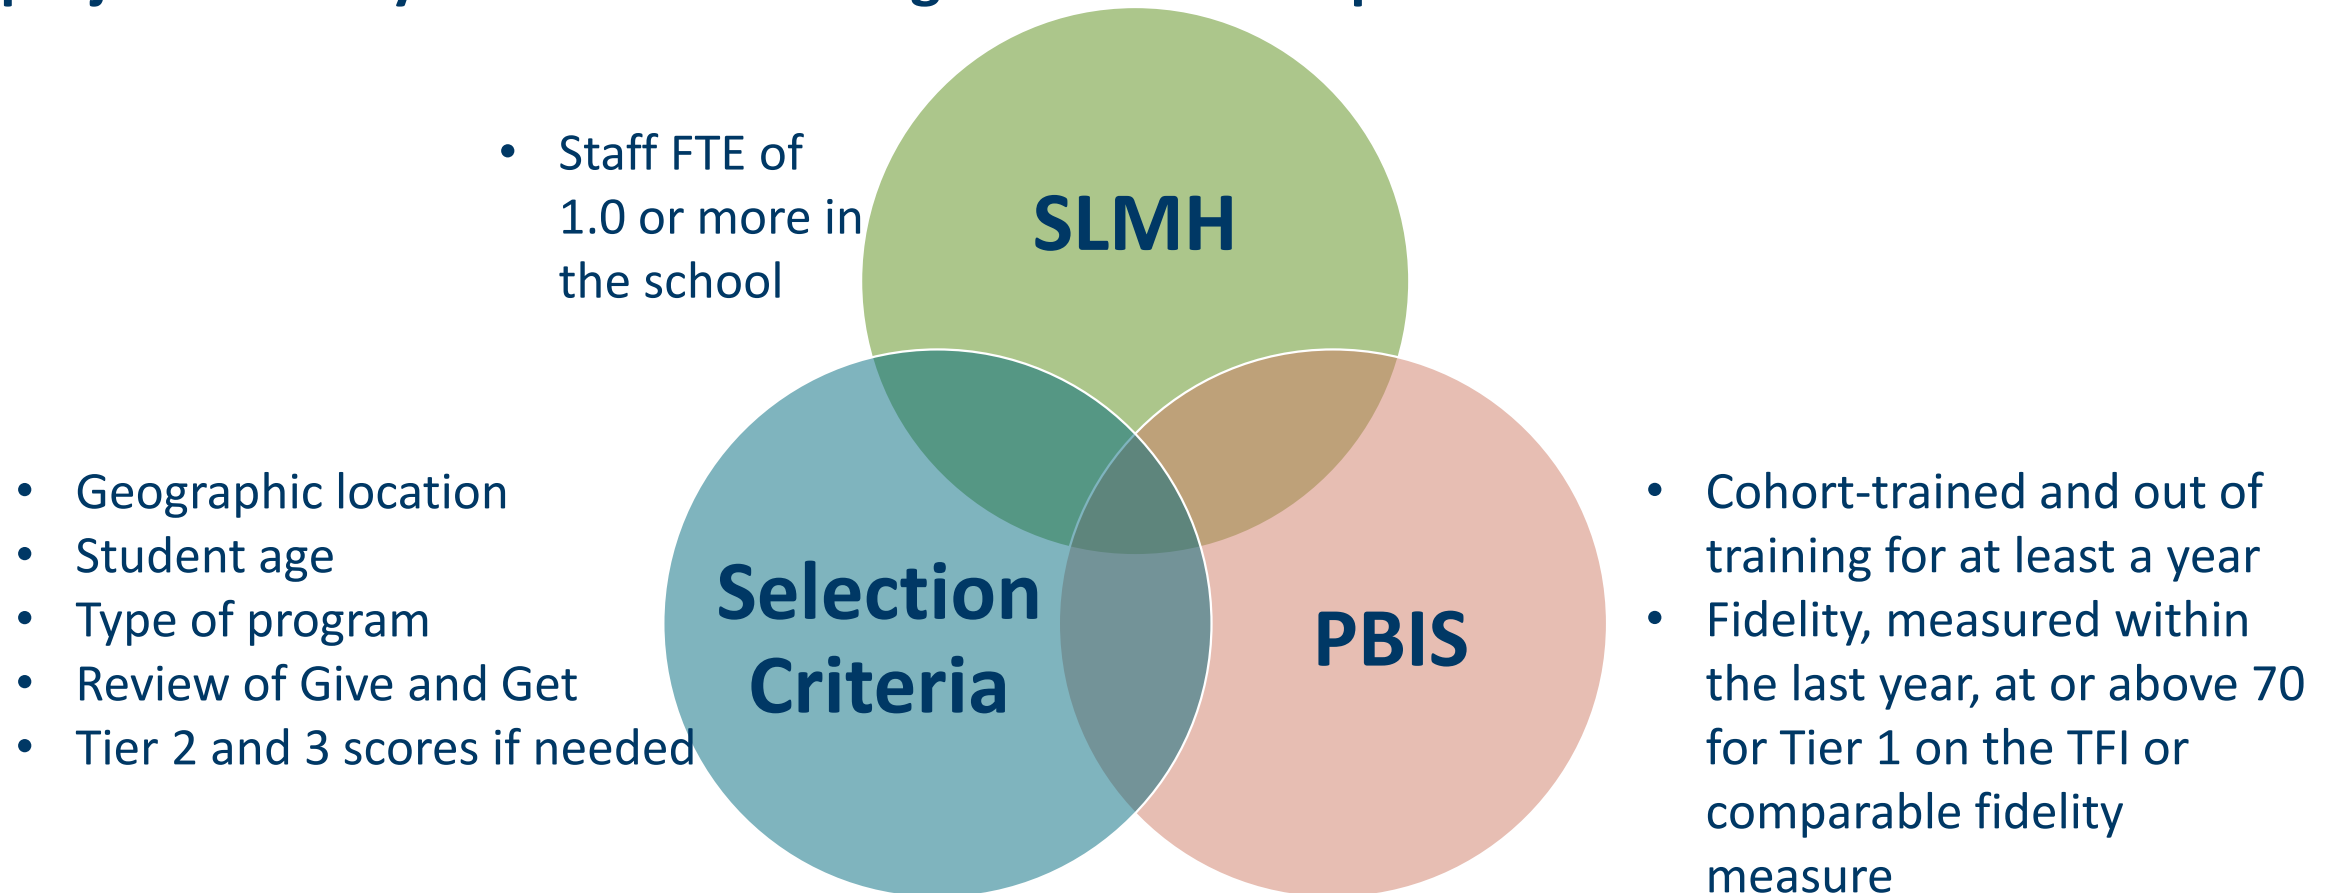 • Staff FTE of
1.0 or more in
the school
SLMH
• Geographic location
• Student age
• Type of program
• Review of Give and Get
• Tier 2 and 3 scores if needed
Selection
Criteria
PBIS
• Cohort-trained and out of
training for at least a year
• Fidelity, measured within
the last year, at or above 70
for Tier 1 on the TFI or
comparable fidelity
measure